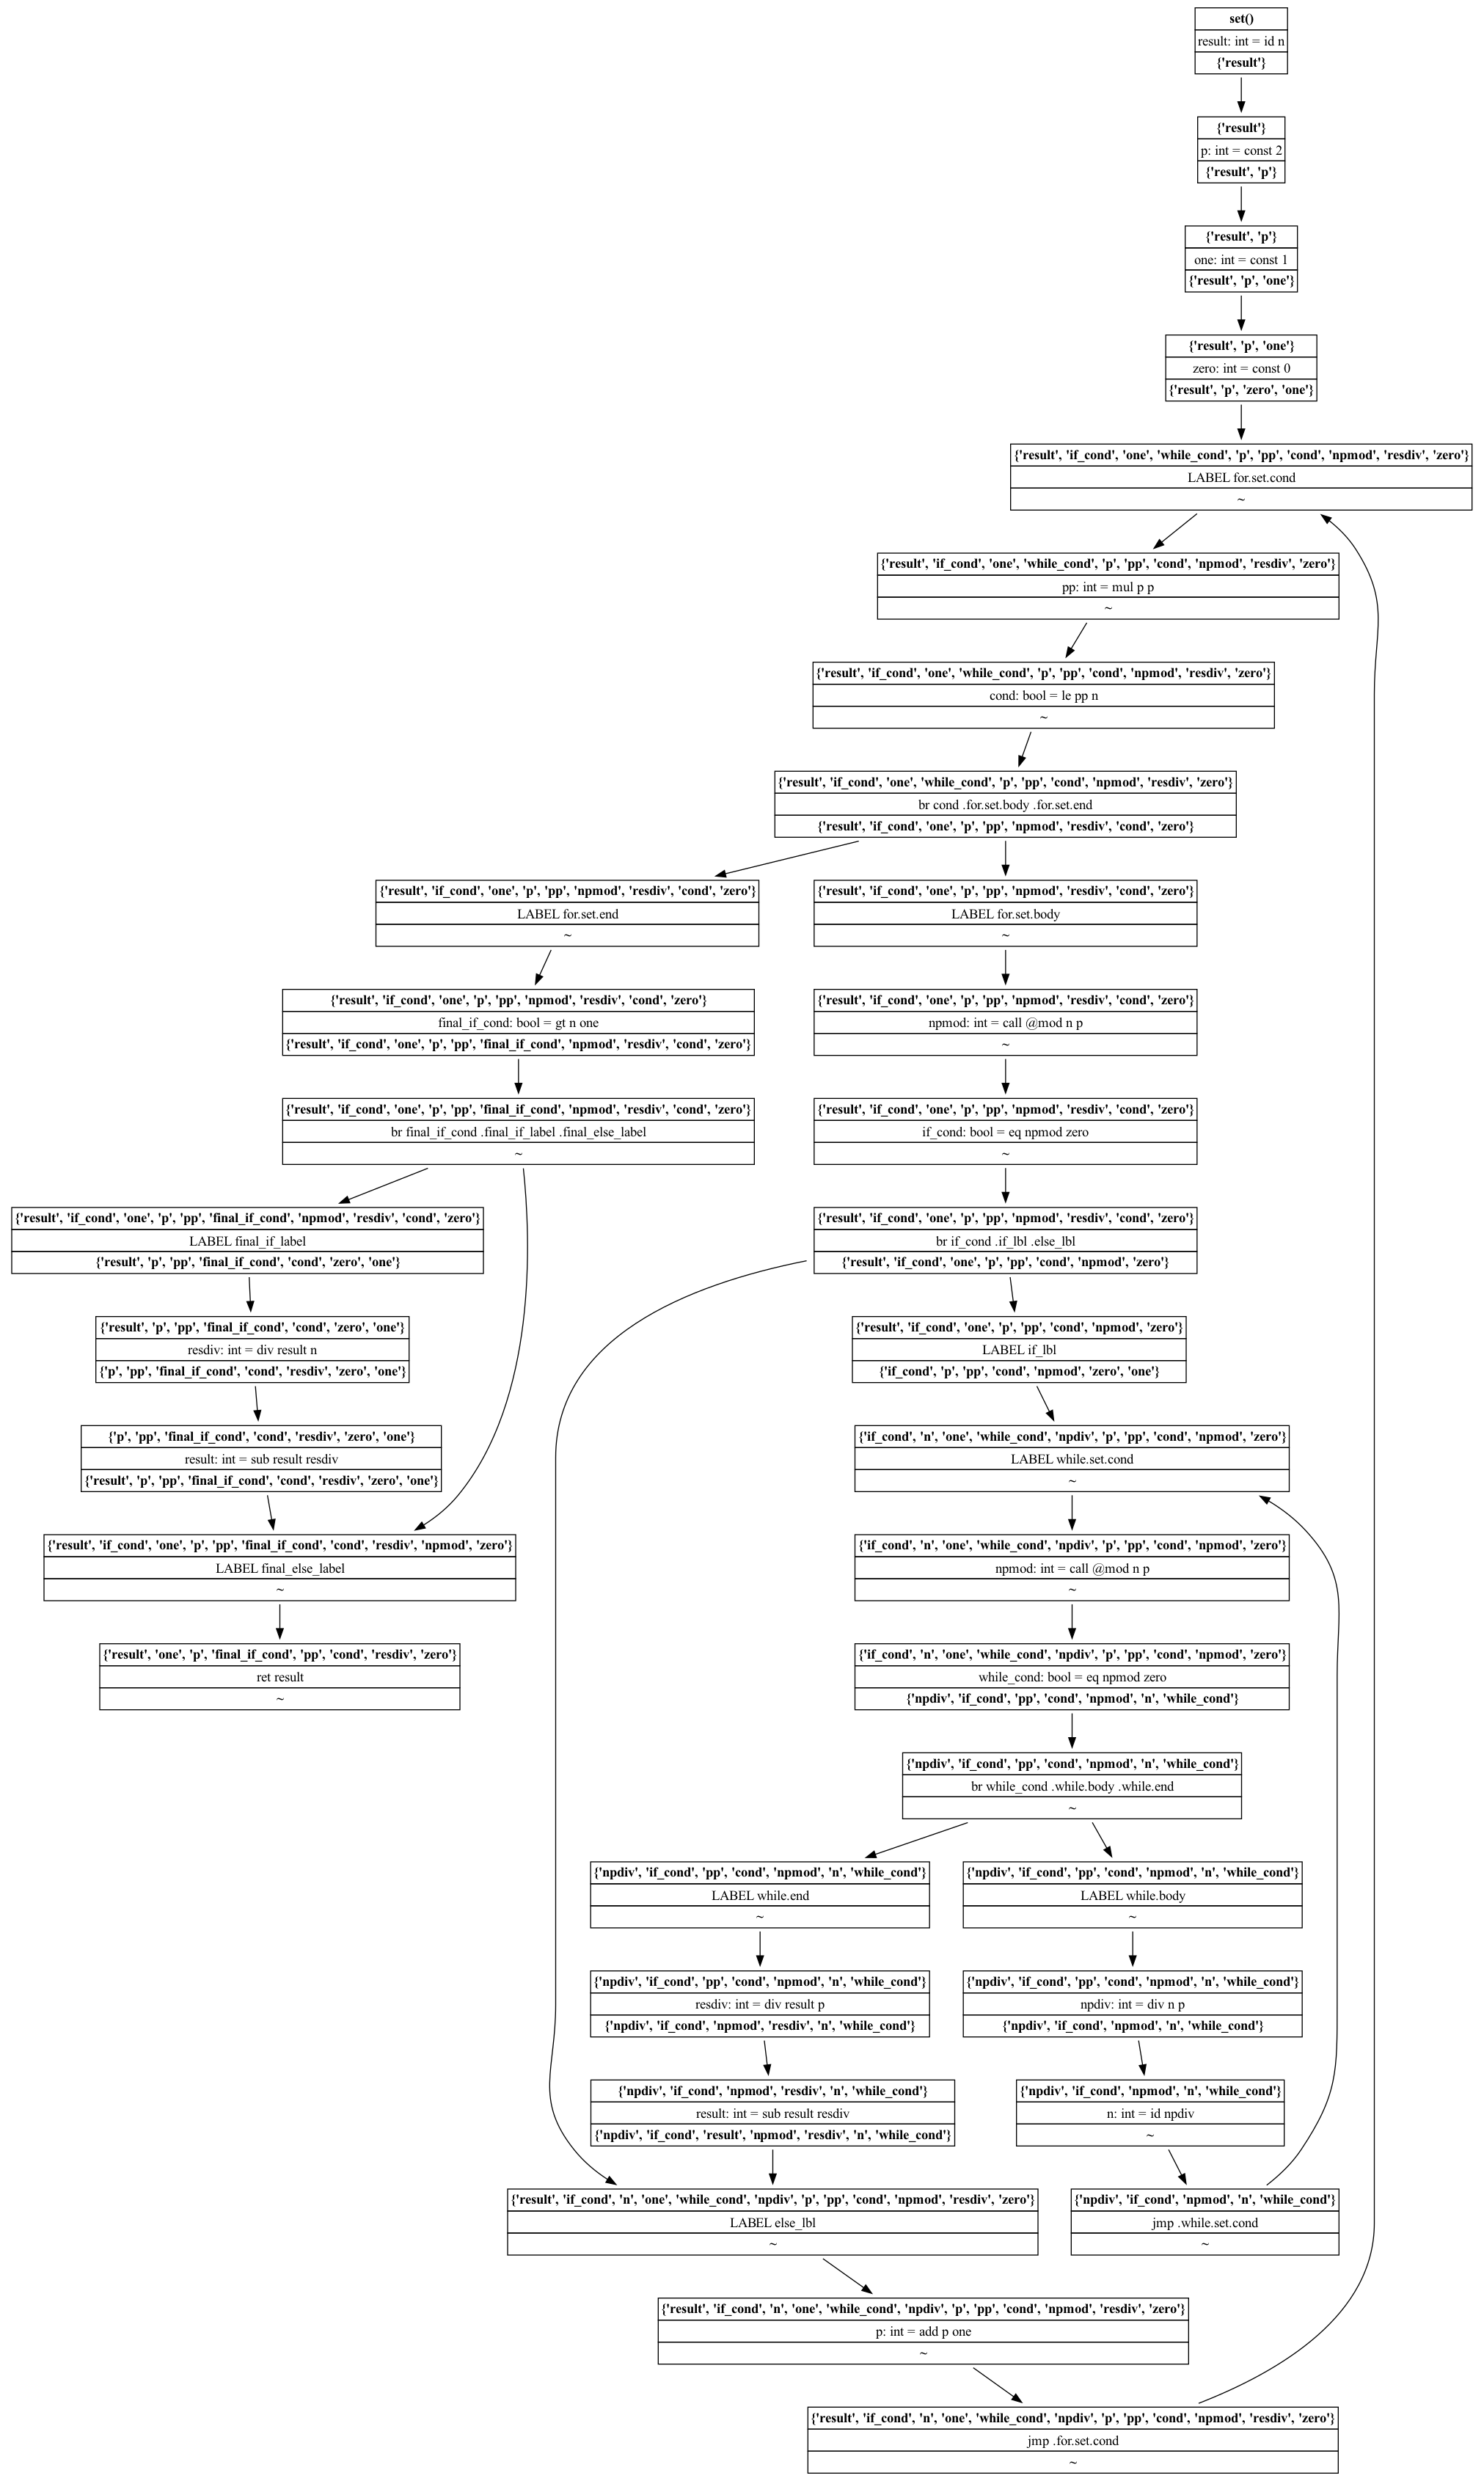 set()
result: int = id n
{'result'}
{'result'}
p: int = const 2
{'result', 'p'}
{'result', 'p'}
one: int = const 1
{'result', 'p', 'one'}
{'result', 'p', 'one'}
zero: int = const 0
{'result', 'p', 'zero', 'one'}
{'result', 'if_cond', 'one', 'while_cond', 'p', 'pp', 'cond', 'npmod', 'resdiv', 'zero'}
LABEL for.set.cond
~
{'result', 'if_cond', 'one', 'while_cond', 'p', 'pp', 'cond', 'npmod', 'resdiv', 'zero'}
pp: int = mul p p
~
{'result', 'if_cond', 'one', 'while_cond', 'p', 'pp', 'cond', 'npmod', 'resdiv', 'zero'}
cond: bool = le pp n
~
{'result', 'if_cond', 'one', 'while_cond', 'p', 'pp', 'cond', 'npmod', 'resdiv', 'zero'}
br cond .for.set.body .for.set.end
{'result', 'if_cond', 'one', 'p', 'pp', 'npmod', 'resdiv', 'cond', 'zero'}
{'result', 'if_cond', 'one', 'p', 'pp', 'npmod', 'resdiv', 'cond', 'zero'}
LABEL for.set.end
~
{'result', 'if_cond', 'one', 'p', 'pp', 'npmod', 'resdiv', 'cond', 'zero'}
LABEL for.set.body
~
{'result', 'if_cond', 'one', 'p', 'pp', 'npmod', 'resdiv', 'cond', 'zero'}
final_if_cond: bool = gt n one
{'result', 'if_cond', 'one', 'p', 'pp', 'final_if_cond', 'npmod', 'resdiv', 'cond', 'zero'}
{'result', 'if_cond', 'one', 'p', 'pp', 'npmod', 'resdiv', 'cond', 'zero'}
npmod: int = call @mod n p
~
{'result', 'if_cond', 'one', 'p', 'pp', 'final_if_cond', 'npmod', 'resdiv', 'cond', 'zero'}
br final_if_cond .final_if_label .final_else_label
~
{'result', 'if_cond', 'one', 'p', 'pp', 'npmod', 'resdiv', 'cond', 'zero'}
if_cond: bool = eq npmod zero
~
{'result', 'if_cond', 'one', 'p', 'pp', 'final_if_cond', 'npmod', 'resdiv', 'cond', 'zero'}
LABEL final_if_label
{'result', 'p', 'pp', 'final_if_cond', 'cond', 'zero', 'one'}
{'result', 'if_cond', 'one', 'p', 'pp', 'npmod', 'resdiv', 'cond', 'zero'}
br if_cond .if_lbl .else_lbl
{'result', 'if_cond', 'one', 'p', 'pp', 'cond', 'npmod', 'zero'}
{'result', 'p', 'pp', 'final_if_cond', 'cond', 'zero', 'one'}
resdiv: int = div result n
{'p', 'pp', 'final_if_cond', 'cond', 'resdiv', 'zero', 'one'}
{'result', 'if_cond', 'one', 'p', 'pp', 'cond', 'npmod', 'zero'}
LABEL if_lbl
{'if_cond', 'p', 'pp', 'cond', 'npmod', 'zero', 'one'}
{'p', 'pp', 'final_if_cond', 'cond', 'resdiv', 'zero', 'one'}
result: int = sub result resdiv
{'result', 'p', 'pp', 'final_if_cond', 'cond', 'resdiv', 'zero', 'one'}
{'if_cond', 'n', 'one', 'while_cond', 'npdiv', 'p', 'pp', 'cond', 'npmod', 'zero'}
LABEL while.set.cond
~
{'result', 'if_cond', 'one', 'p', 'pp', 'final_if_cond', 'cond', 'resdiv', 'npmod', 'zero'}
LABEL final_else_label
~
{'if_cond', 'n', 'one', 'while_cond', 'npdiv', 'p', 'pp', 'cond', 'npmod', 'zero'}
npmod: int = call @mod n p
~
{'result', 'one', 'p', 'final_if_cond', 'pp', 'cond', 'resdiv', 'zero'}
ret result
~
{'if_cond', 'n', 'one', 'while_cond', 'npdiv', 'p', 'pp', 'cond', 'npmod', 'zero'}
while_cond: bool = eq npmod zero
{'npdiv', 'if_cond', 'pp', 'cond', 'npmod', 'n', 'while_cond'}
{'npdiv', 'if_cond', 'pp', 'cond', 'npmod', 'n', 'while_cond'}
br while_cond .while.body .while.end
~
{'npdiv', 'if_cond', 'pp', 'cond', 'npmod', 'n', 'while_cond'}
LABEL while.end
~
{'npdiv', 'if_cond', 'pp', 'cond', 'npmod', 'n', 'while_cond'}
LABEL while.body
~
{'npdiv', 'if_cond', 'pp', 'cond', 'npmod', 'n', 'while_cond'}
resdiv: int = div result p
{'npdiv', 'if_cond', 'npmod', 'resdiv', 'n', 'while_cond'}
{'npdiv', 'if_cond', 'pp', 'cond', 'npmod', 'n', 'while_cond'}
npdiv: int = div n p
{'npdiv', 'if_cond', 'npmod', 'n', 'while_cond'}
{'npdiv', 'if_cond', 'npmod', 'resdiv', 'n', 'while_cond'}
result: int = sub result resdiv
{'npdiv', 'if_cond', 'result', 'npmod', 'resdiv', 'n', 'while_cond'}
{'npdiv', 'if_cond', 'npmod', 'n', 'while_cond'}
n: int = id npdiv
~
{'result', 'if_cond', 'n', 'one', 'while_cond', 'npdiv', 'p', 'pp', 'cond', 'npmod', 'resdiv', 'zero'}
LABEL else_lbl
~
{'npdiv', 'if_cond', 'npmod', 'n', 'while_cond'}
jmp .while.set.cond
~
{'result', 'if_cond', 'n', 'one', 'while_cond', 'npdiv', 'p', 'pp', 'cond', 'npmod', 'resdiv', 'zero'}
p: int = add p one
~
{'result', 'if_cond', 'n', 'one', 'while_cond', 'npdiv', 'p', 'pp', 'cond', 'npmod', 'resdiv', 'zero'}
jmp .for.set.cond
~